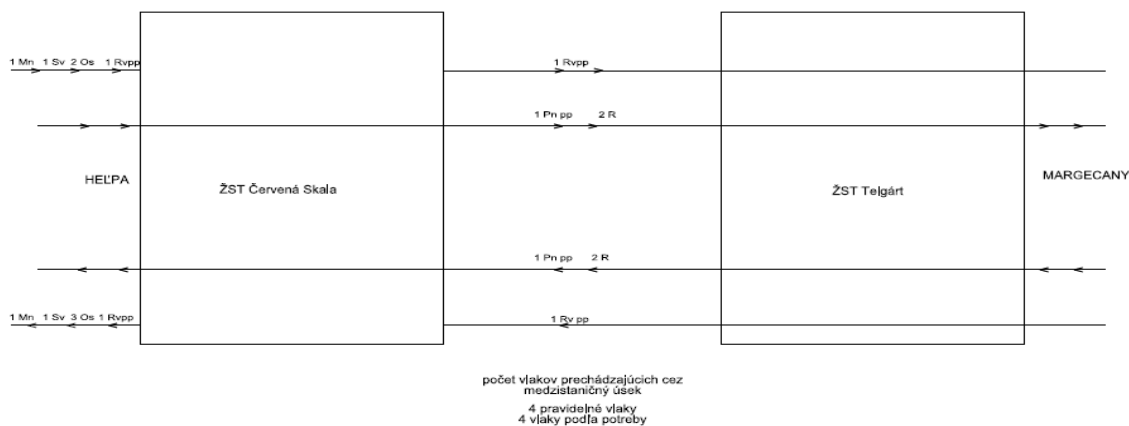 1 Mn 1 Sv 2 Os 1 Rvpp
1 Rvpp
1 Pn pp 2 R
HEĽPA
ŽST Červená Skala
ŽST Telgárt
MARGECANY
1 Pn pp 2 R
1 Mn 1 Sv 3 Os 1 Rvpp
1 Rv pp
počet vlakov prechádzajúcich cez
medzistaničný úsek
4 pravidelné vlaky
4 vlaky podľa potreby